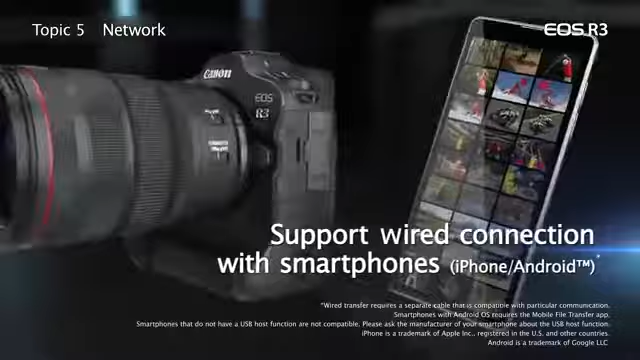 Topic 5 Network
EOS R3
Canon
EOS
R3
Support wired connection
with smartphones (iPhone/Android™)*
*Wired transfer requires a separate cable that is compatible with particular communication.
Smartphones with Android OS requires the Mobile File Transfer app.
Smartphones that do not have a USB host function are not compatible. Please ask the manufacturer of your smartphone about the USB host function.
iPhone is a trademark of Apple Inc., registered in the U.S. and other countries.
Android is a trademark of Google LLC